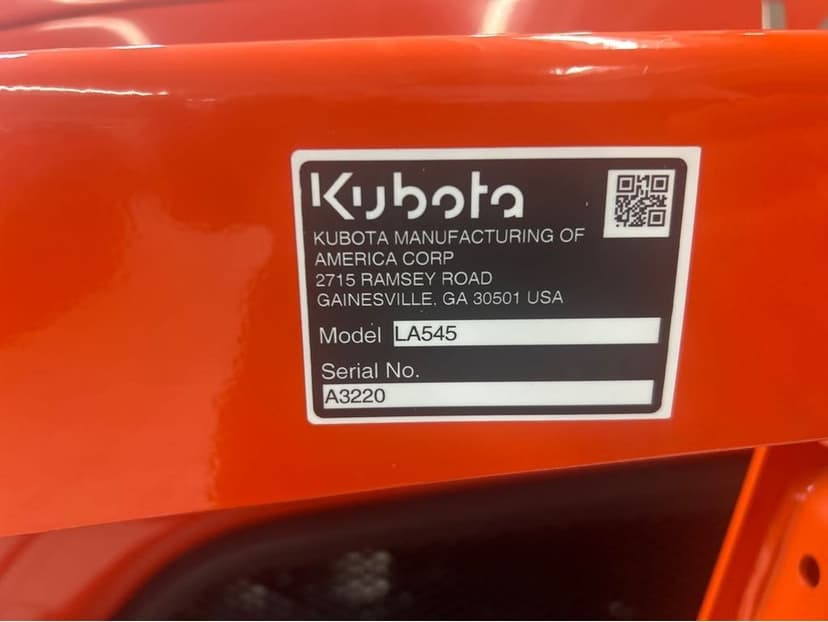 Kubota
KUBOTA MANUFACTURING OF
AMERICA CORP
2715 RAMSEY ROAD
GAINESVILLE, GA 30501 USA
Model LA545
Serial No.
A3220